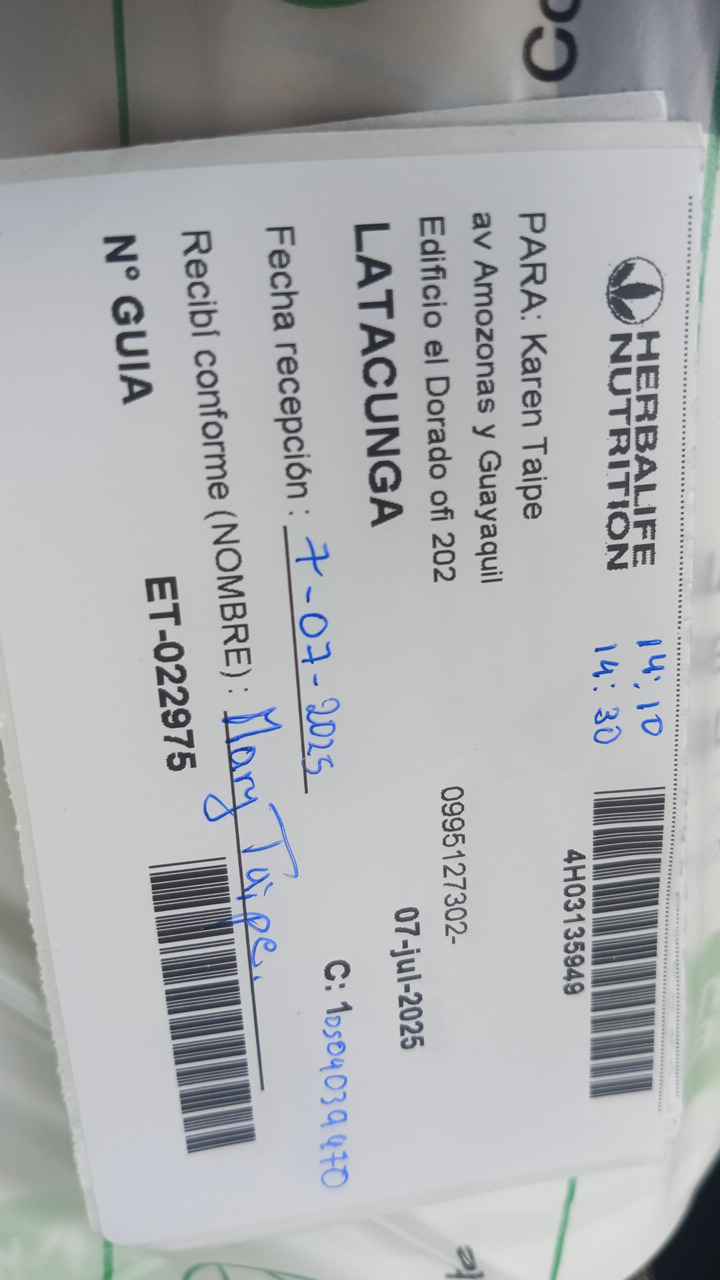 HERBALIFE
NUTRITION
14:10
14:30
4H03135949
PARA: Karen Taipe
av Amozonas y Guayaquil
Edificio el Dorado ofi 202
0995127302-
LATACUNGA
07-jul-2025
Fecha recepción : 7-07-2025
C: 1
Recibí conforme (NOMBRE) : Mary Taipe.
Nº GUIA
ET-022975